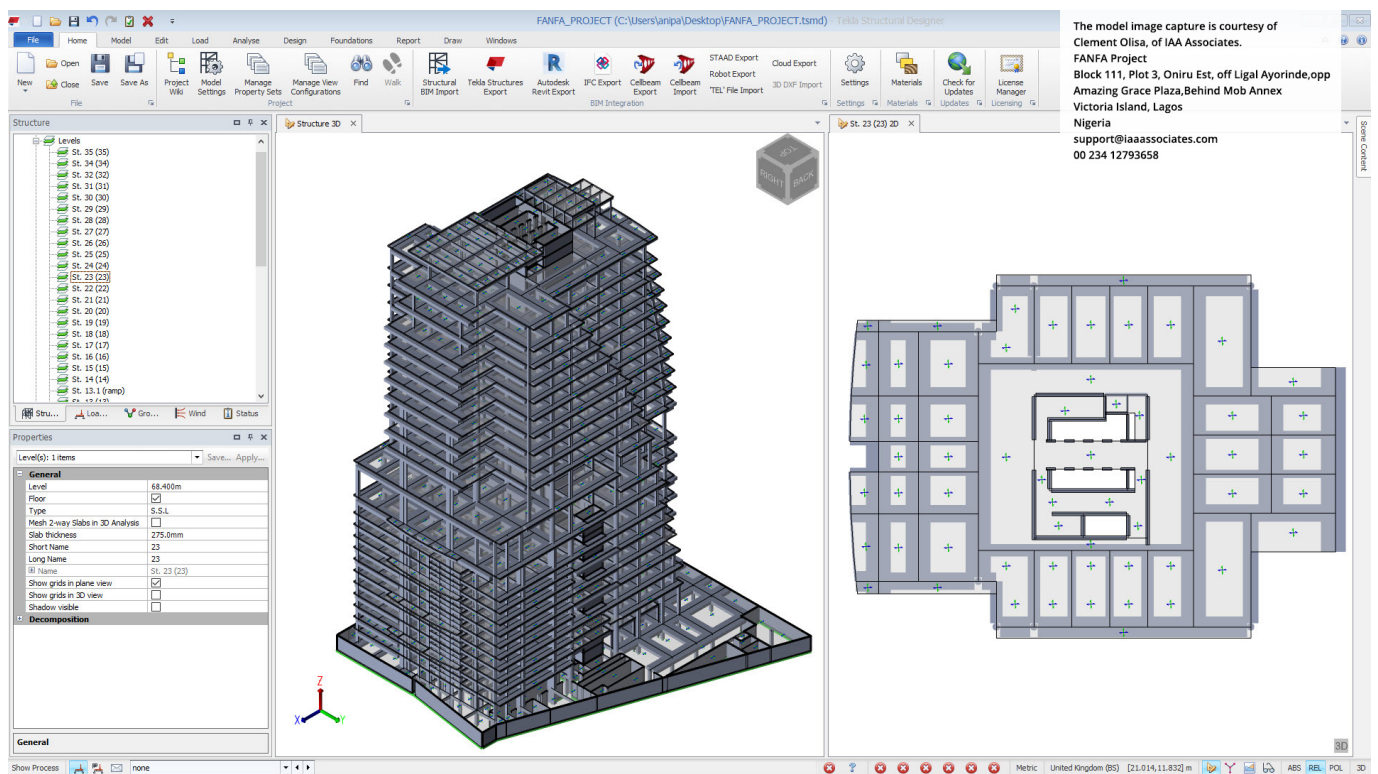 FANFA_PROJECT (C:\Users\anipa\Desktop\FANFA_PROJECT.tsmd) - Tekla Structural Designer
The model image capture is courtesy of
Clement Olisa, of IAA Associates.
FANFA Project
Block 111, Plot 3, Oniru Est, off Ligal Ayorinde,opp
Amazing Grace Plaza,Behind Mob Annex
Victoria Island, Lagos
Nigeria
support@iaaassociates.com
00 234 12793658
File Home Model Edit Load Analyse Design Foundations Report Draw Windows
New
Open
Close
Save
Save As
Project Wiki
Model Settings
Manage Property Sets
Manage View Configurations
Find
Walk
Structural BIM Import
Tekla Structures Export
Autodesk Revit Export
IFC Export
Cellbeam Export
Cellbeam Import
STAAD Export
Robot Export
'TEL' File Import
Cloud Export
3D DXF Import
Settings
Materials
Check for Updates
License Manager
File Project BIM Integration Settings Materials Updates Licensing
Structure
Levels
St. 35 (35)
St. 34 (34)
St. 32 (32)
St. 31 (31)
St. 30 (30)
St. 29 (29)
St. 28 (28)
St. 27 (27)
St. 26 (26)
St. 25 (25)
St. 24 (24)
St. 23 (23)
St. 22 (22)
St. 21 (21)
St. 20 (20)
St. 19 (19)
St. 18 (18)
St. 17 (17)
St. 16 (16)
St. 15 (15)
St. 14 (14)
St. 13.1 (ramp)
St. 13 (13)
Stru... Loa... Gro... Wind Status
Properties
Level(s): 1 items Save... Apply...
General
Level 68.400m
Floor
Type S.S.L
Mesh 2-way Slabs in 3D Analysis
Slab thickness 275.0mm
Short Name 23
Long Name 23
Name St. 23 (23)
Show grids in plane view
Show grids in 3D view
Shadow visible
Decomposition
General
Structure 3D
TOP
RIGHT BACK
Z
X Y
St. 23 (23) 2D
Scene Content
3D
Show Process none Metric United Kingdom (BS) [21.014,11.832] m ABS REL POL 3D